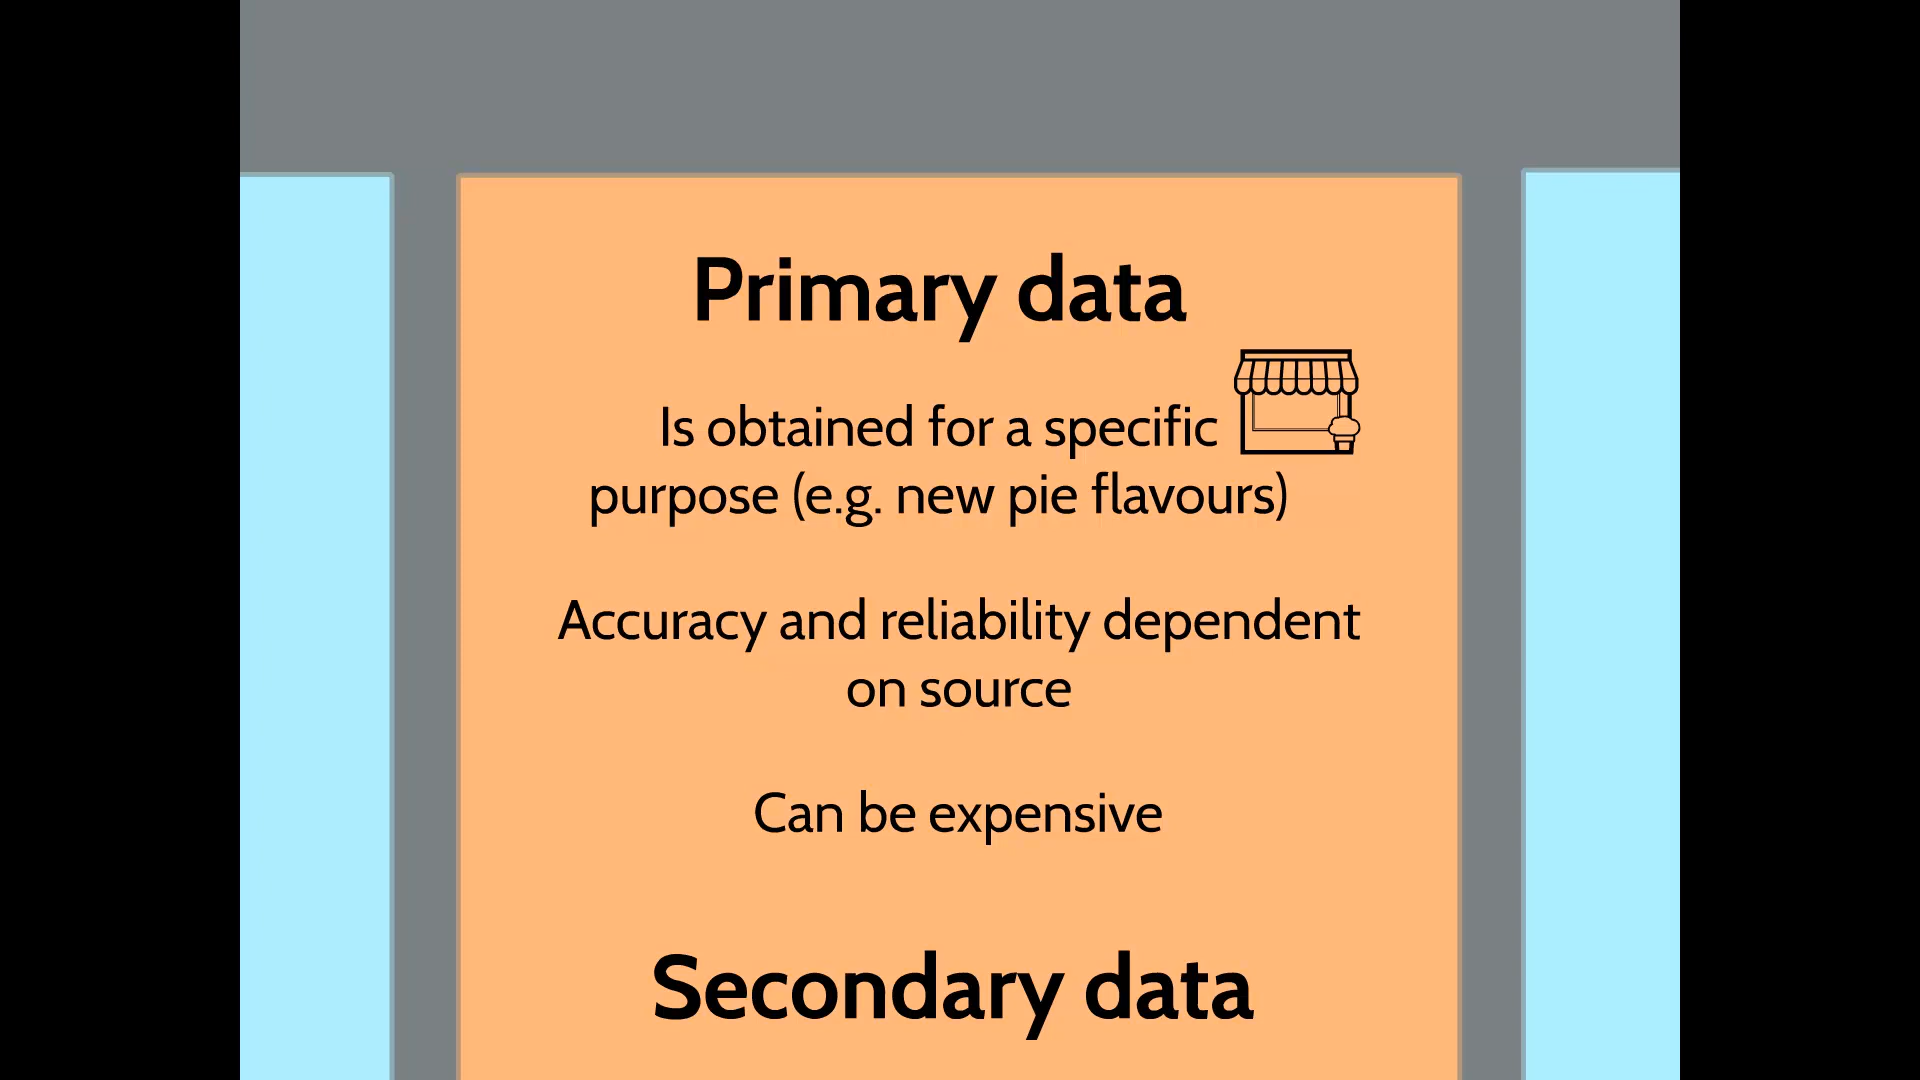 Primary data
Is obtained for a specific
purpose (e.g. new pie flavours)
Accuracy and reliability dependent
on source
Can be expensive
Secondary data